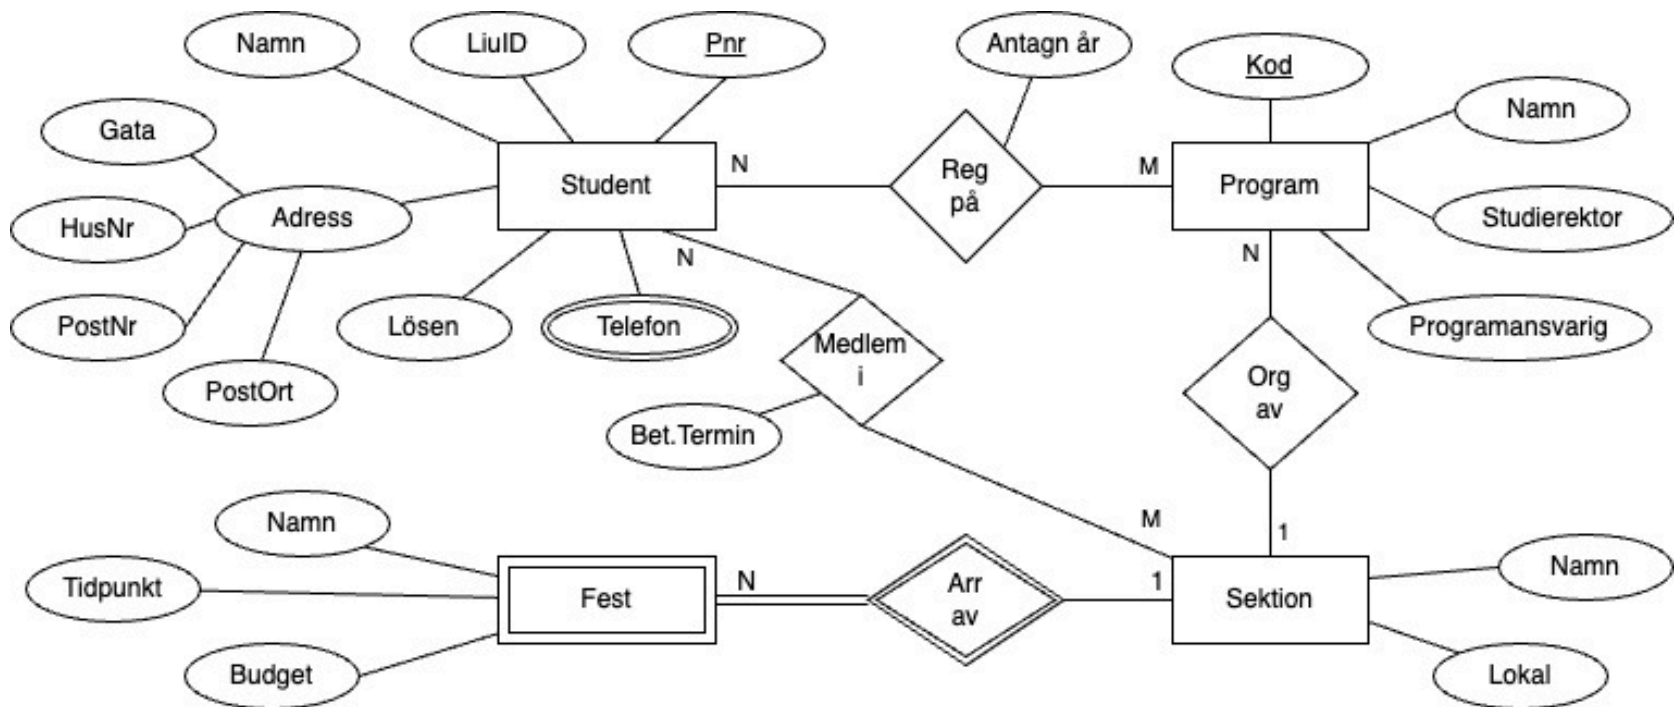 Namn
LiuID
Pnr
Antagn år
Kod
Namn
Gata
Student
N
Reg
på
M
Program
Adress
HusNr
Studierektor
N
N
PostNr
Lösen
Telefon
Medlem
i
Programansvarig
PostOrt
Org
av
Bet.Termin
Namn
M
1
Tidpunkt
Fest
N
Arr
av
1
Sektion
Namn
Budget
Lokal